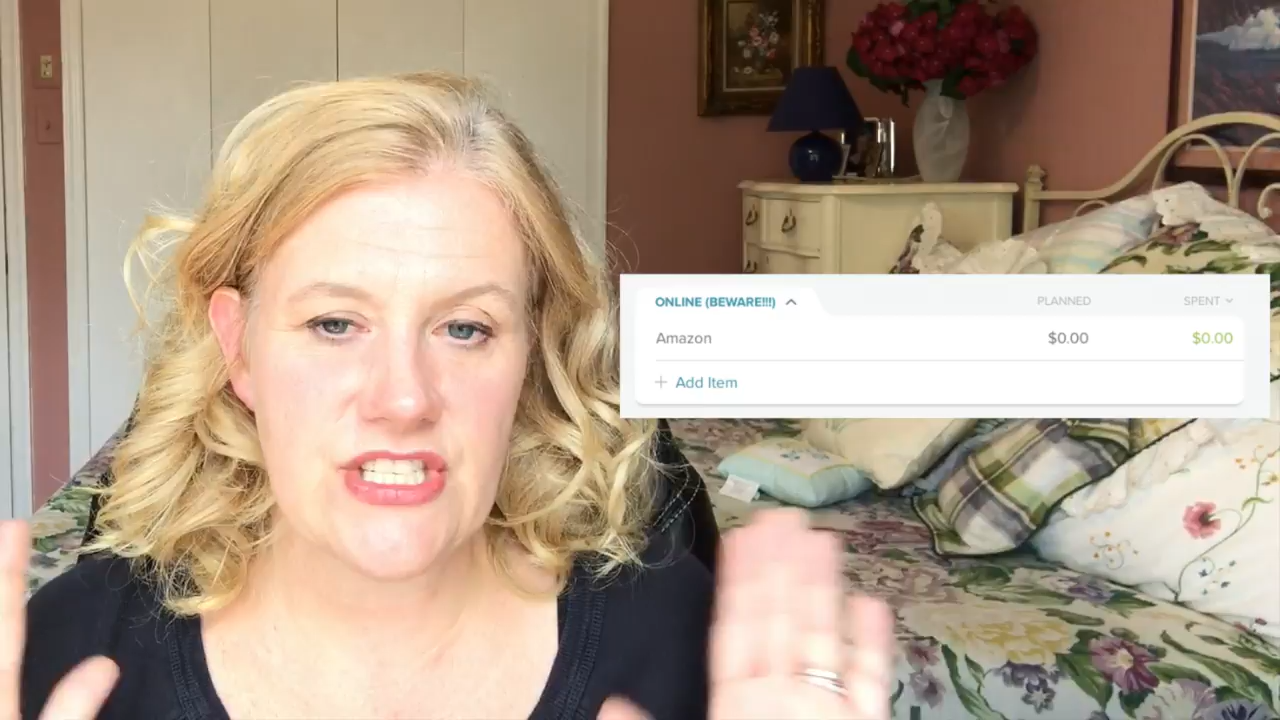 ONLINE (BEWARE!!!) PLANNED SPENT
Amazon $0.00 $0.00
+ Add Item